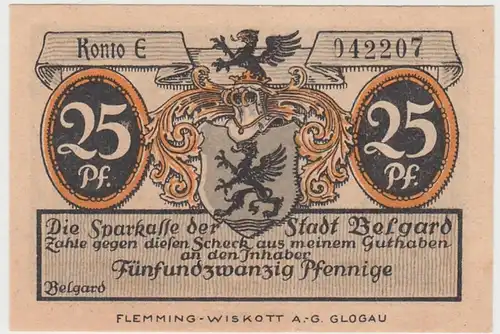 Konto E
042207
25
Pf.
25
Pf.
Die Sparkasse der Stadt Belgard
Zahle gegen diesen Scheck aus meinem Guthaben
an den Inhaber
Fünfundzwanzig Pfennige
Belgard
FLEMMING-WISKOTT A.-G. GLOGAU